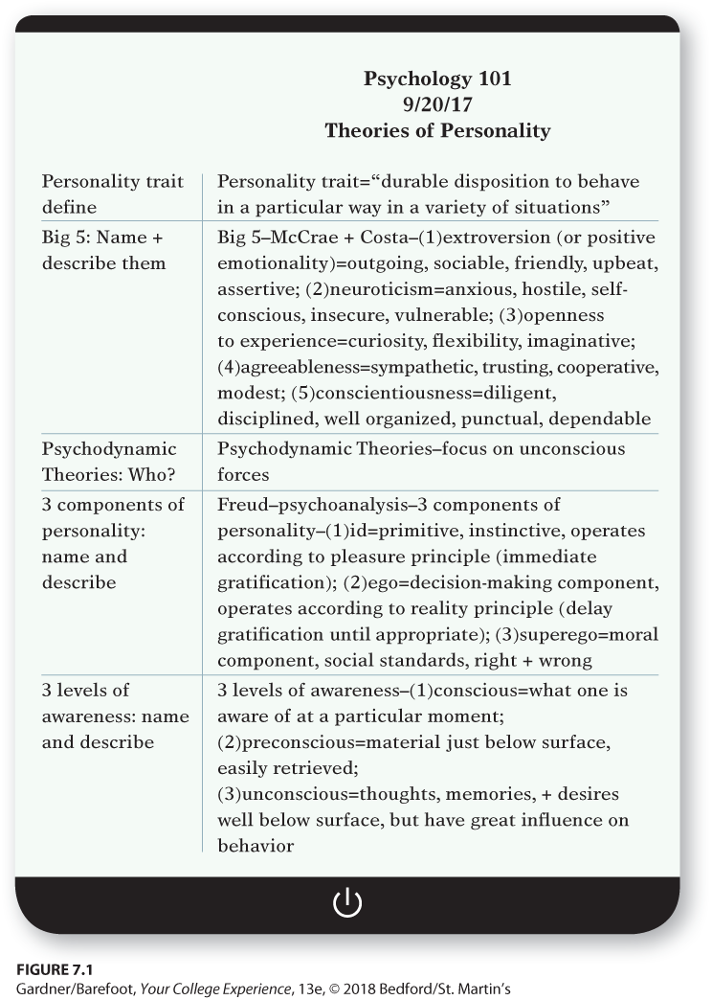 Psychology 101
9/20/17
Theories of Personality
Personality trait
define
Personality trait=“durable disposition to behave
in a particular way in a variety of situations”
Big 5: Name +
describe them
Big 5–McCrae + Costa–(1)extroversion (or positive
emotionality)=outgoing, sociable, friendly, upbeat,
assertive; (2)neuroticism=anxious, hostile, self-
conscious, insecure, vulnerable; (3)openness
to experience=curiosity, flexibility, imaginative;
(4)agreeableness=sympathetic, trusting, cooperative,
modest; (5)conscientiousness=diligent,
disciplined, well organized, punctual, dependable
Psychodynamic
Theories: Who?
Psychodynamic Theories–focus on unconscious
forces
3 components of
personality:
name and
describe
Freud–psychoanalysis–3 components of
personality–(1)id=primitive, instinctive, operates
according to pleasure principle (immediate
gratification); (2)ego=decision-making component,
operates according to reality principle (delay
gratification until appropriate); (3)superego=moral
component, social standards, right + wrong
3 levels of
awareness: name
and describe
3 levels of awareness–(1)conscious=what one is
aware of at a particular moment;
(2)preconscious=material just below surface,
easily retrieved;
(3)unconscious=thoughts, memories, + desires
well below surface, but have great influence on
behavior
FIGURE 7.1
Gardner/Barefoot, Your College Experience, 13e, © 2018 Bedford/St. Martin’s